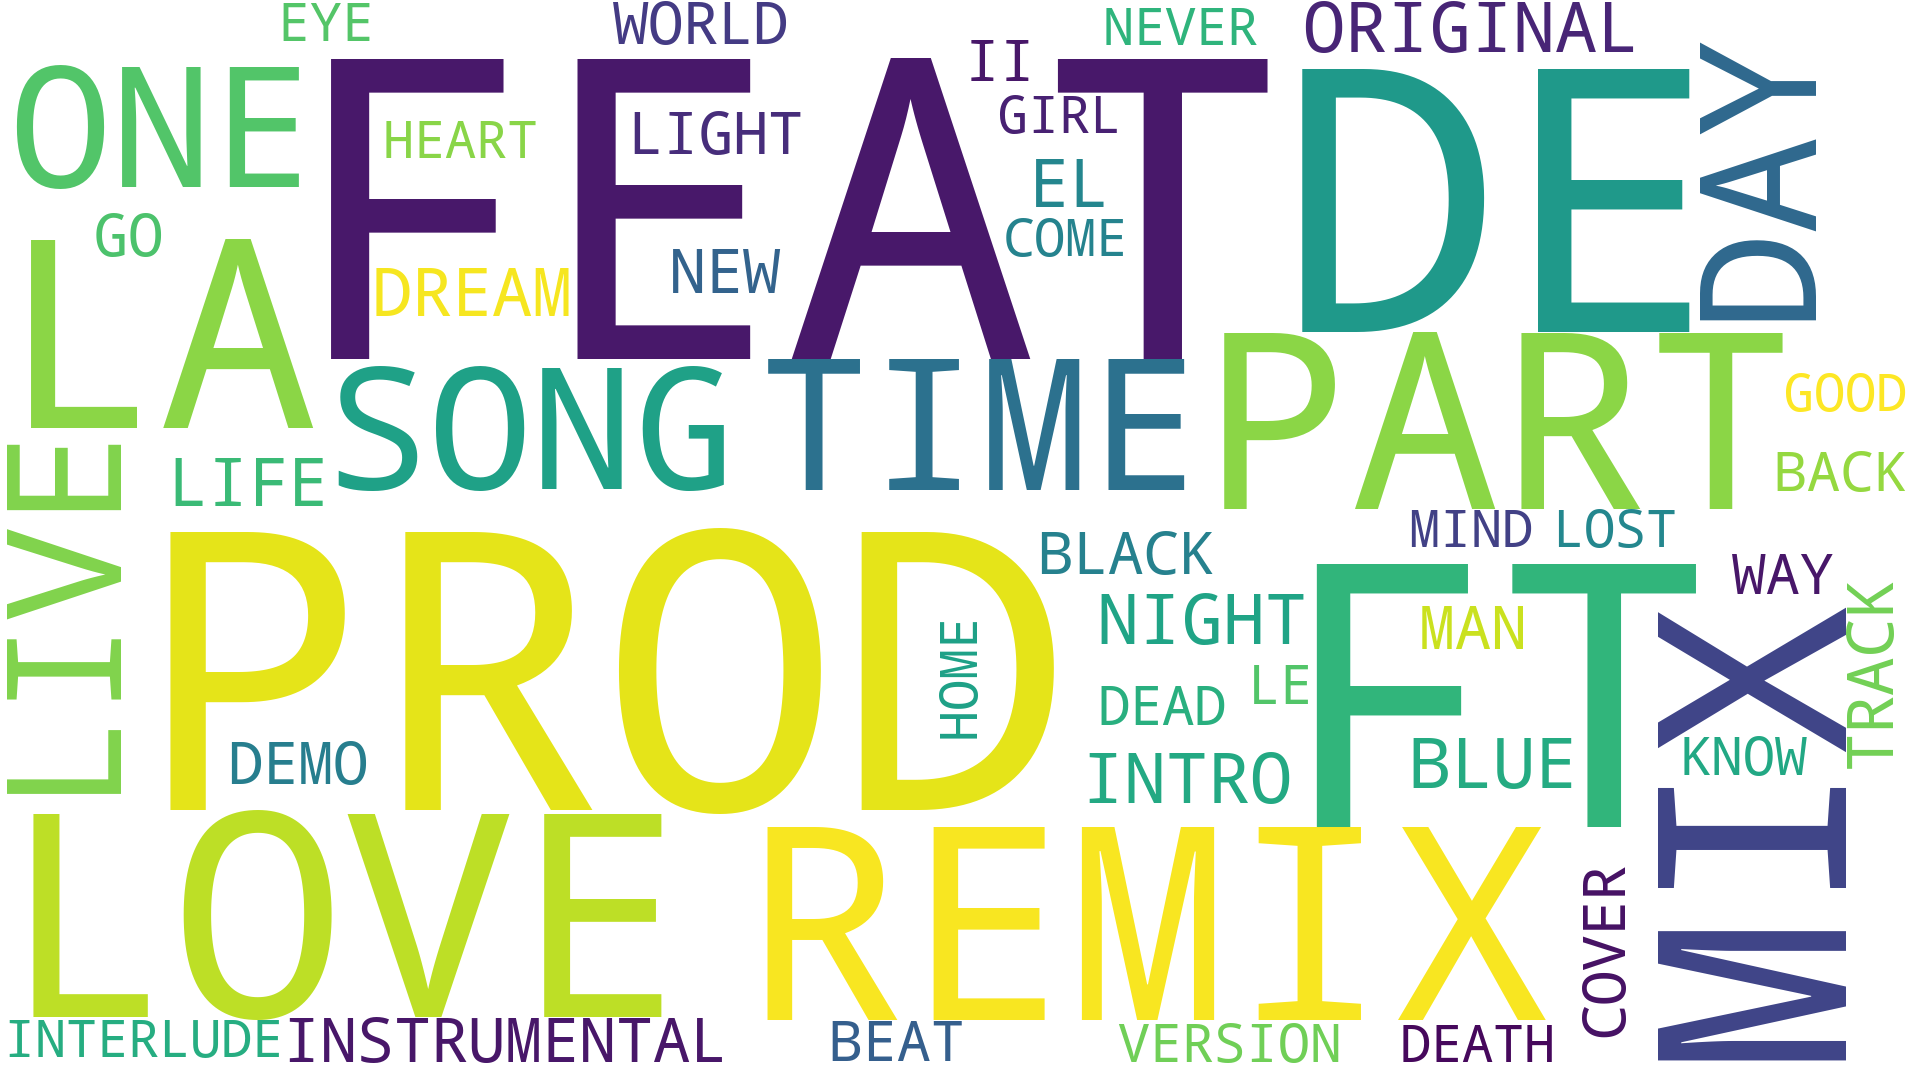 EYE
WORLD
NEVER
ORIGINAL
ONE
FEAT
II
DE
DAY
HEART
LIGHT
GIRL
EL
GO
LA
DREAM
NEW
COME
SONG
TIME
PART
GOOD
LIVE
LIFE
BACK
PROD
BLACK
MIND
LOST
FT
WAY
NIGHT
MAN
TRACK
HOME
DEAD
LE
MIX
DEMO
INTRO
BLUE
KNOW
LOVE
REMIX
COVER
INTERLUDE
INSTRUMENTAL
BEAT
VERSION
DEATH